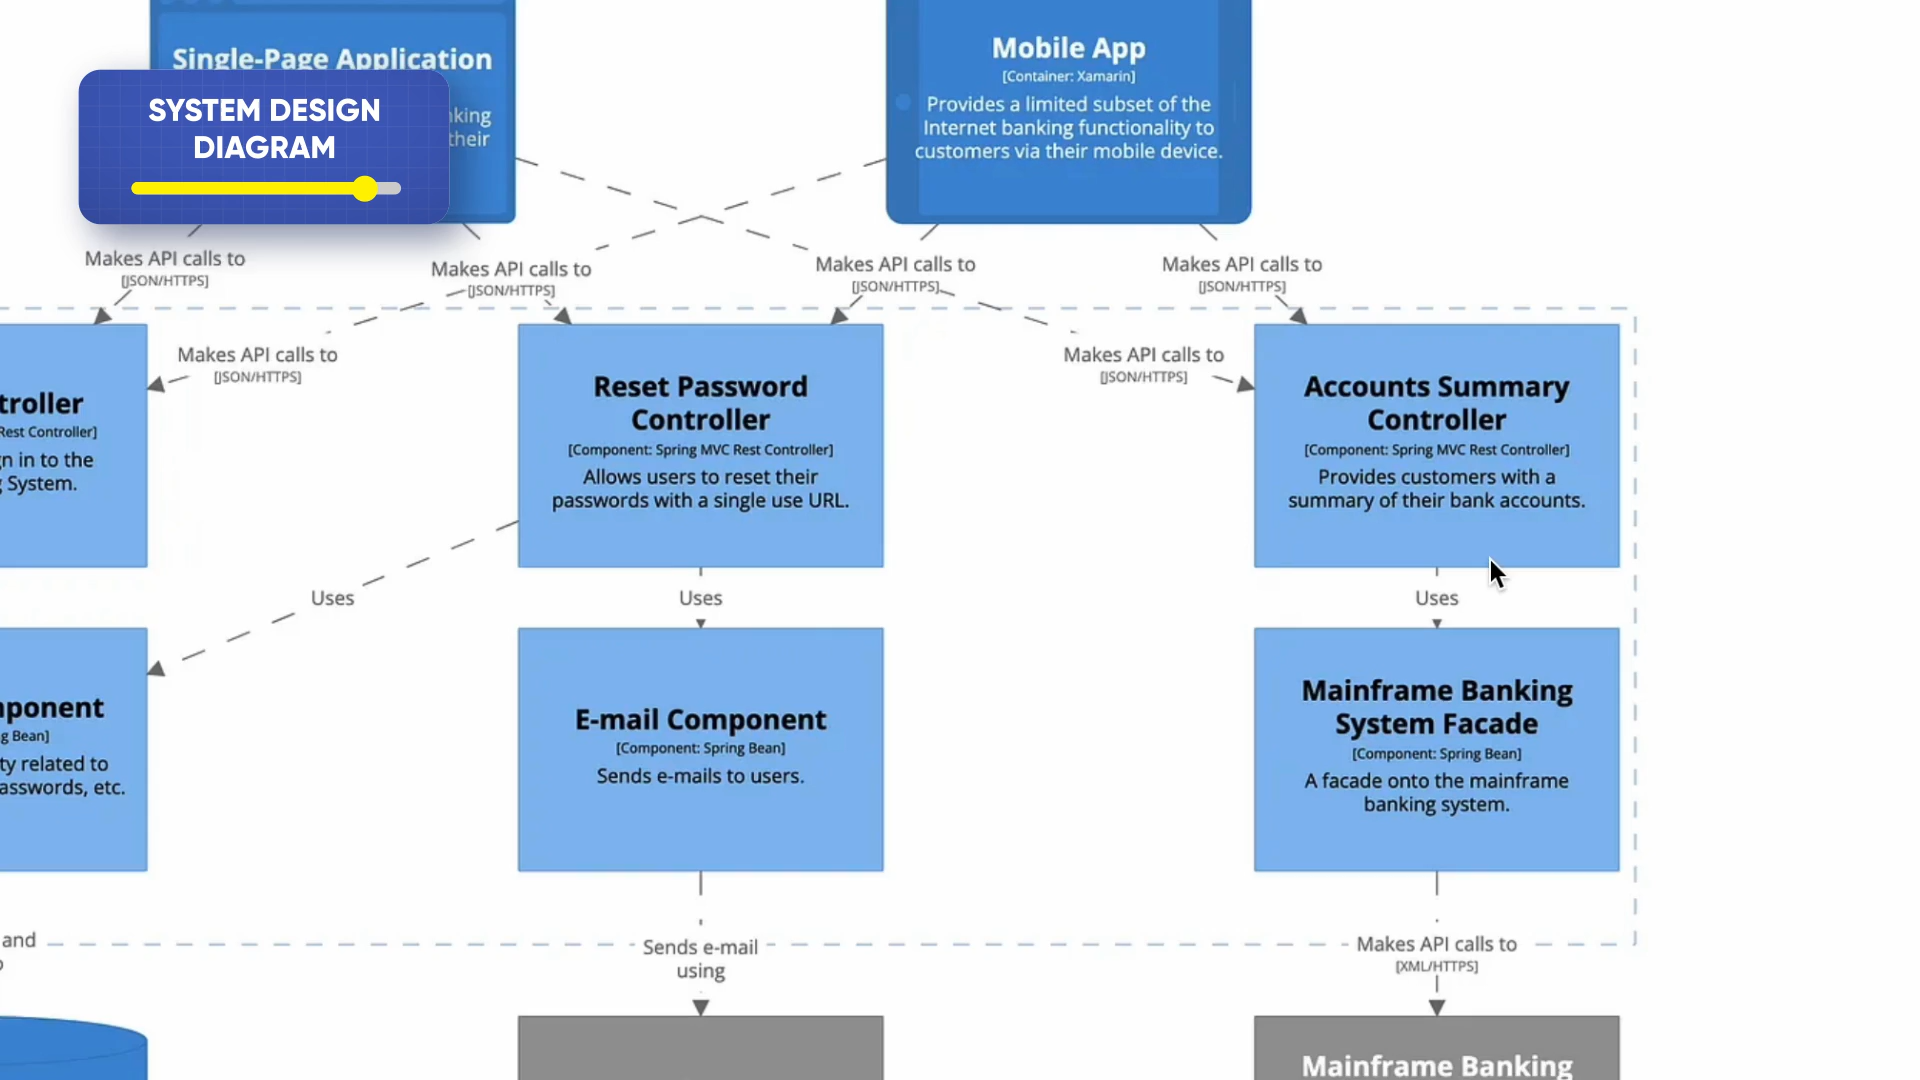 Single-Page Application
Mobile App
[Container: Xamarin]
Provides a limited subset of the
Internet banking functionality to
customers via their mobile device.
SYSTEM DESIGN
DIAGRAM
nking
their
Makes API calls to
[JSON/HTTPS]
Makes API calls to
[JSON/HTTPS]
Makes API calls to
[JSON/HTTPS]
Makes API calls to
[JSON/HTTPS]
Makes API calls to
[JSON/HTTPS]
Makes API calls to
[JSON/HTTPS]
troller
Rest Controller]
n in to the
System.
Reset Password
Controller
[Component: Spring MVC Rest Controller]
Allows users to reset their
passwords with a single use URL.
Accounts Summary
Controller
[Component: Spring MVC Rest Controller]
Provides customers with a
summary of their bank accounts.
Uses
Uses
Uses
ponent
g Bean]
ty related to
asswords, etc.
E-mail Component
[Component: Spring Bean]
Sends e-mails to users.
Mainframe Banking
System Facade
[Component: Spring Bean]
A facade onto the mainframe
banking system.
and
Sends e-mail
using
Makes API calls to
[XML/HTTPS]
Mainframe Banking